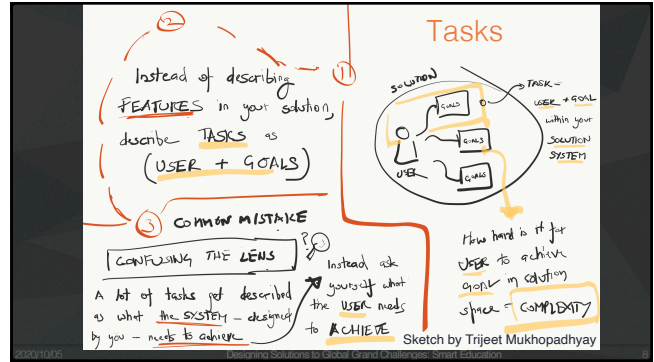 Tasks
②
①
Instead of describing
FEATURES in your solution,
describe TASKS as
(USER + GOALS)
SOLUTION
GOALS
GOALS
GOALS
USER
TASK =
USER + GOAL
within your
SOLUTION
SYSTEM
③ COMMON MISTAKE
CONFUSING THE LENS
?
A lot of tasks get described
as what the SYSTEM – designed
by you – needs to achieve
Instead ask
yourself what
the USER needs
to ACHIEVE
How hard is it for
USER to achieve
GOAL in solution
space = COMPLEXITY
Sketch by Trijeet Mukhopadhyay
2020/10/05
Designing Solutions to Global Grand Challenges: Smart Education